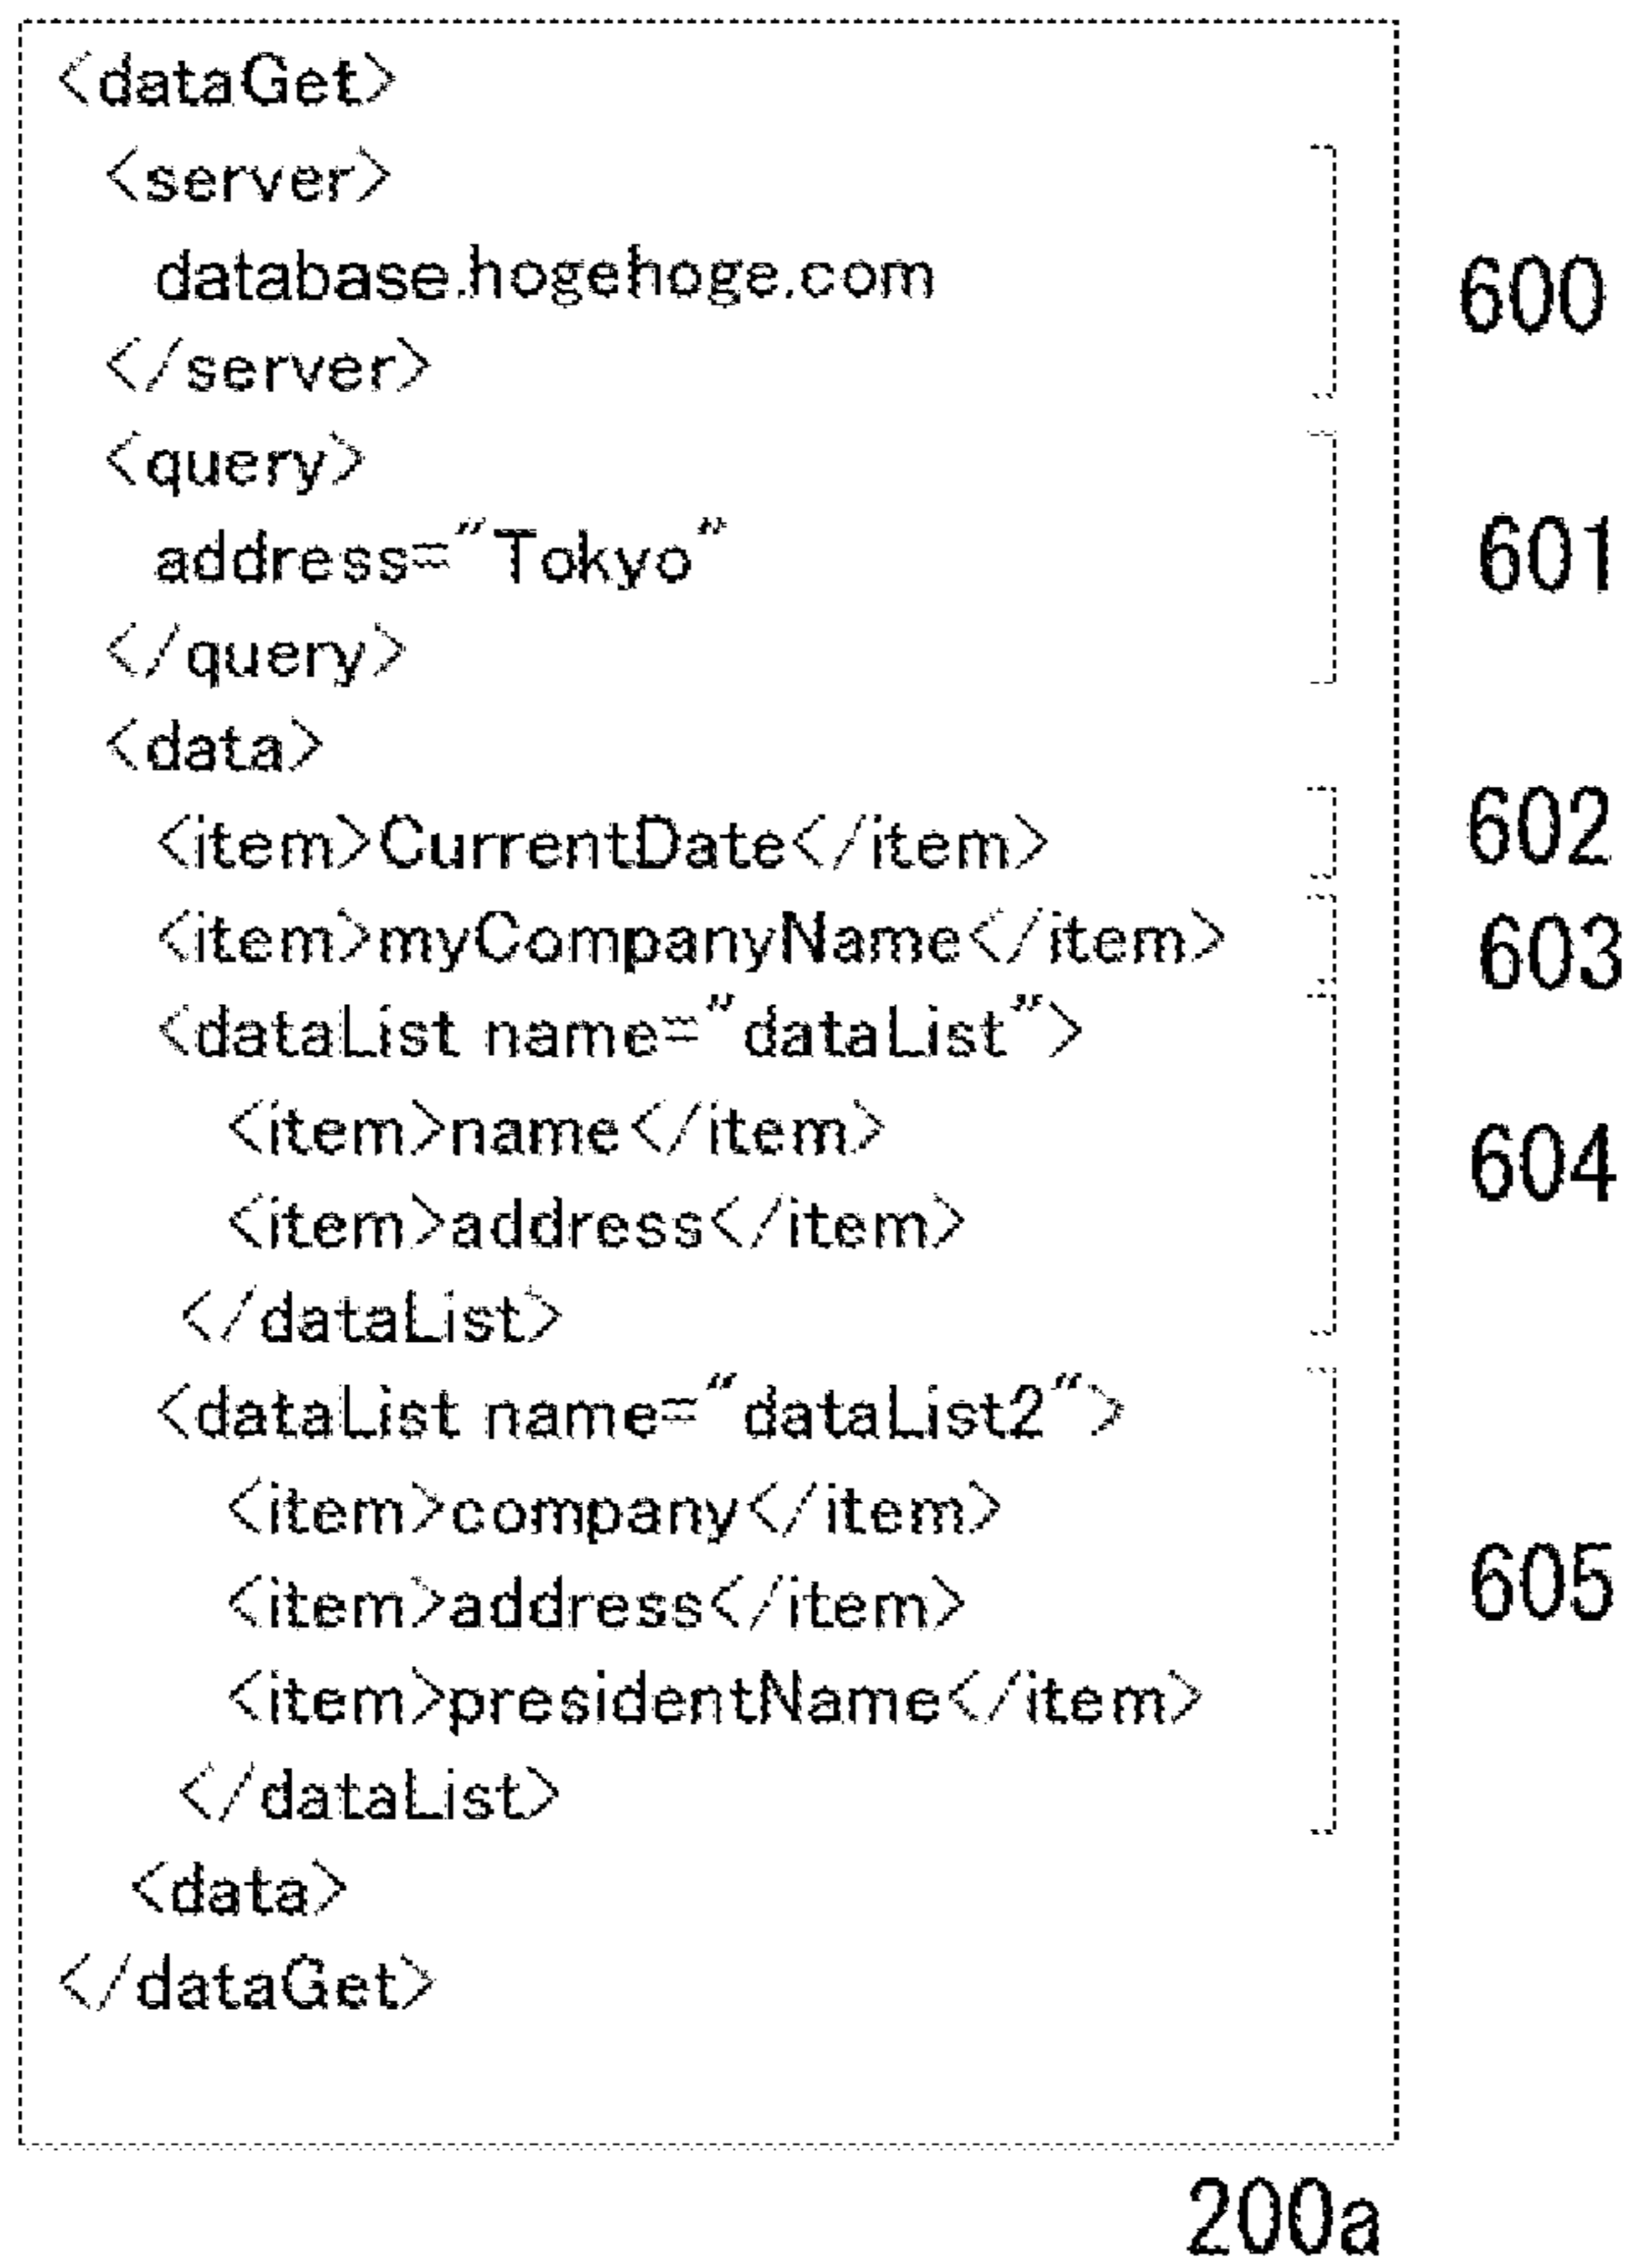 <dataGet>
<server>
database.hogehoge.com
</server>
600
<query>
address="Tokyo"
601
</query>
<data>
<item>CurrentDate</item>
602
<item>myCompanyName</item>
603
<dataList name="dataList">
<item>name</item>
604
<item>address</item>
</dataList>
<dataList name="dataList2">
<item>company</item>
<item>address</item>
605
<item>presidentName</item>
</dataList>
<data>
</dataGet>
200a